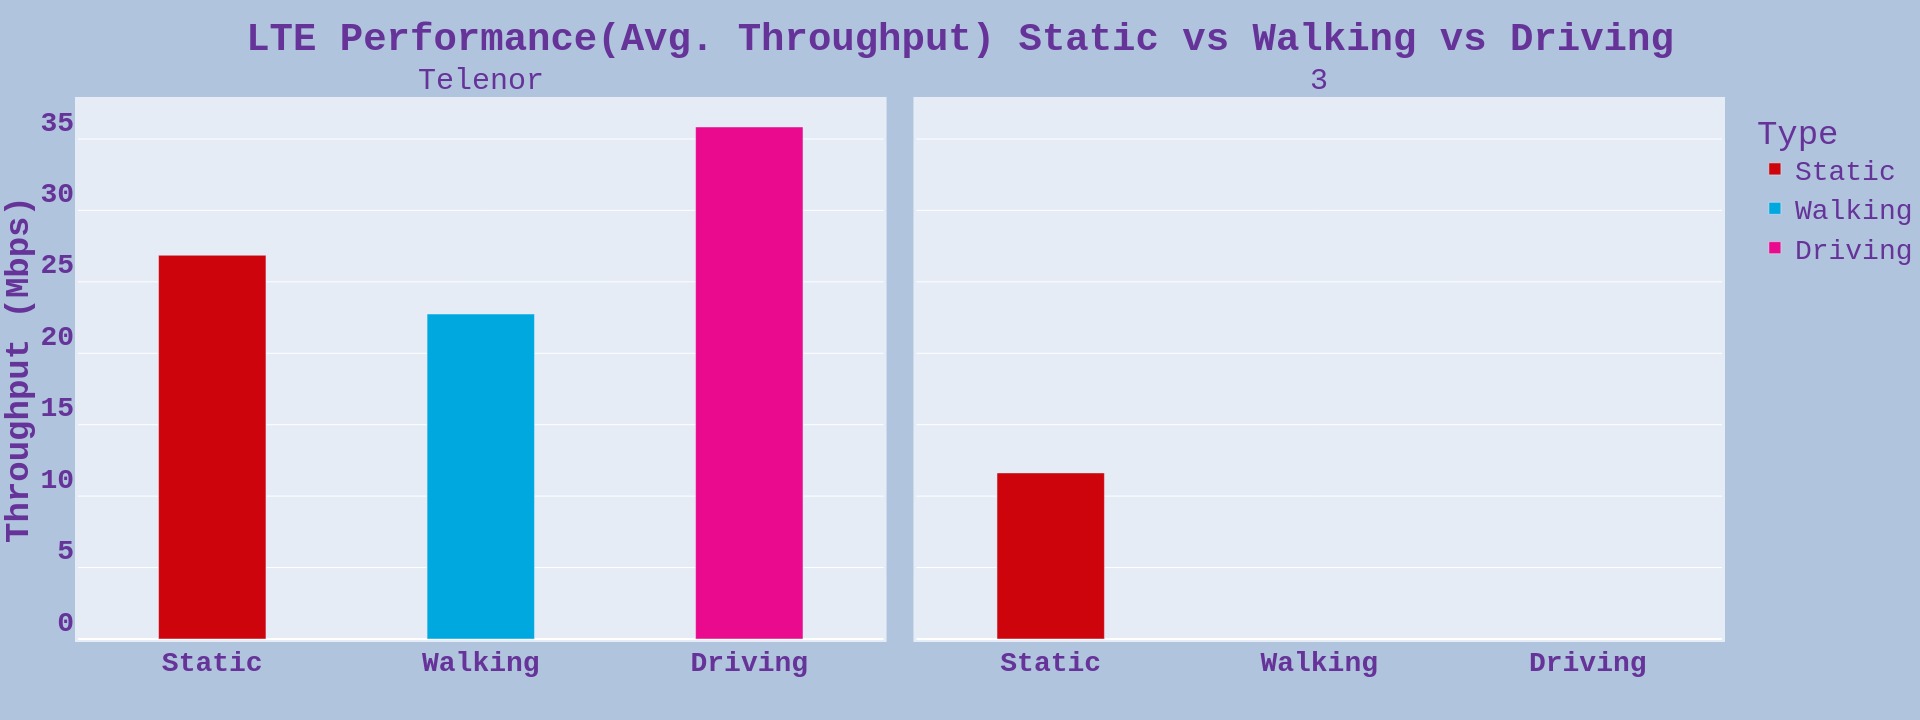 LTE Performance(Avg. Throughput) Static vs Walking vs Driving
Telenor
3
Throughput (Mbps)
35
30
25
20
15
10
5
0
Static Walking Driving
Static Walking Driving
Type
Static
Walking
Driving